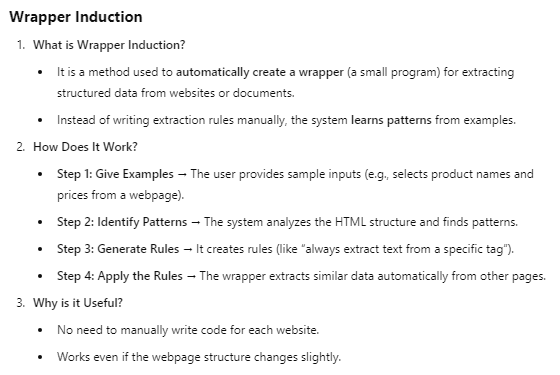 Wrapper Induction
1. What is Wrapper Induction?
• It is a method used to automatically create a wrapper (a small program) for extracting
structured data from websites or documents.
• Instead of writing extraction rules manually, the system learns patterns from examples.
2. How Does It Work?
• Step 1: Give Examples → The user provides sample inputs (e.g., selects product names and
prices from a webpage).
• Step 2: Identify Patterns → The system analyzes the HTML structure and finds patterns.
• Step 3: Generate Rules → It creates rules (like "always extract text from a specific tag").
• Step 4: Apply the Rules → The wrapper extracts similar data automatically from other pages.
3. Why is it Useful?
• No need to manually write code for each website.
• Works even if the webpage structure changes slightly.